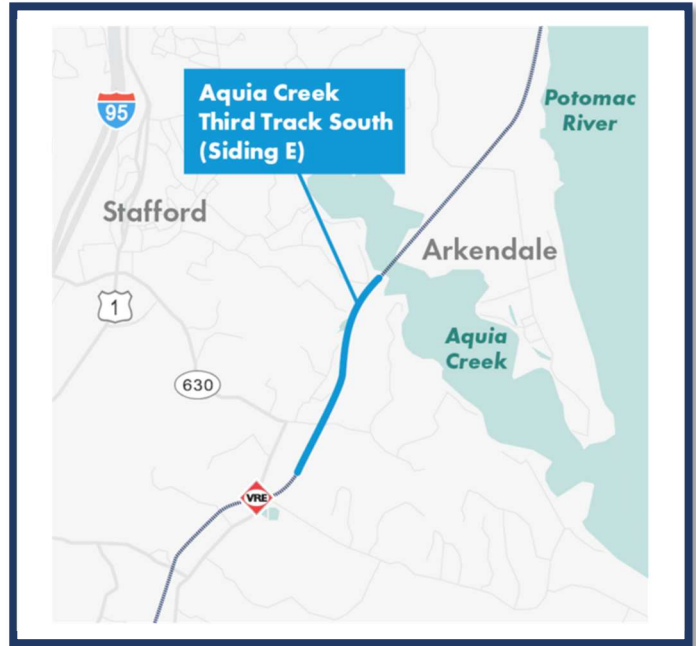 95
Aquia Creek
Third Track South
(Siding E)
Potomac
River
Stafford
Arkendale
1
Aquia
Creek
630
VRE